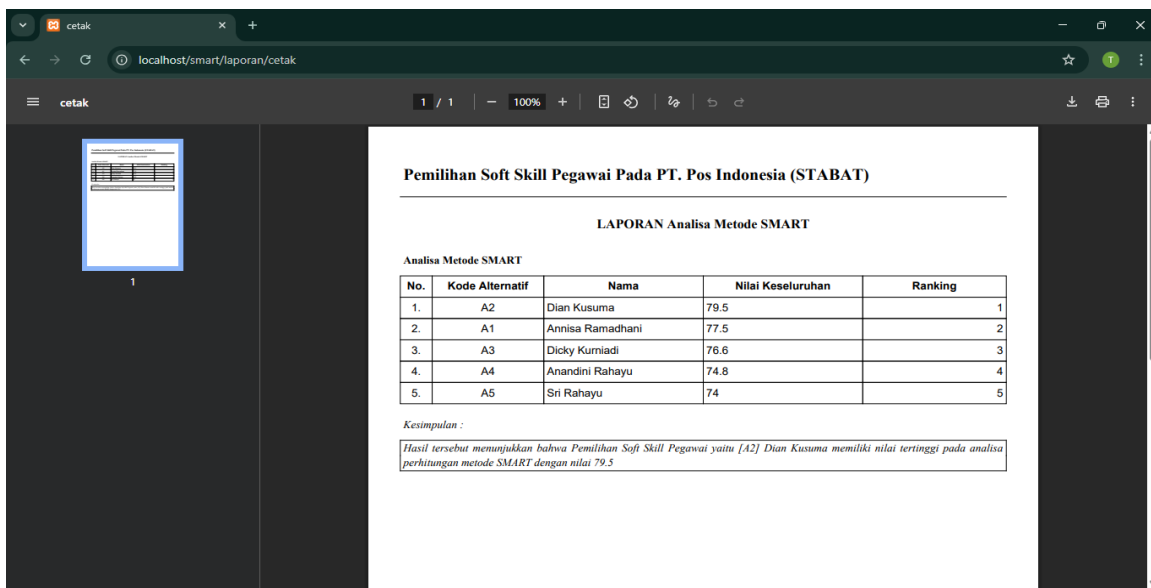 cetak
localhost/smart/laporan/cetak
T
cetak
1 / 1
100%
1
Pemilihan Soft Skill Pegawai Pada PT. Pos Indonesia (STABAT)
LAPORAN Analisa Metode SMART
Analisa Metode SMART
No. Kode Alternatif Nama Nilai Keseluruhan Ranking
1. A2 Dian Kusuma 79.5 1
2. A1 Annisa Ramadhani 77.5 2
3. A3 Dicky Kurniadi 76.6 3
4. A4 Anandini Rahayu 74.8 4
5. A5 Sri Rahayu 74 5
Kesimpulan :
Hasil tersebut menunjukkan bahwa Pemilihan Soft Skill Pegawai yaitu [A2] Dian Kusuma memiliki nilai tertinggi pada analisa
perhitungan metode SMART dengan nilai 79.5